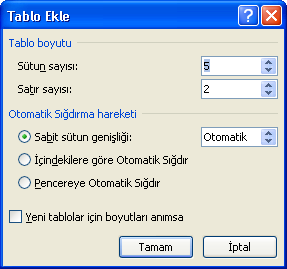 Tablo Ekle
Tablo boyutu
Sütun sayısı: 5
Satır sayısı: 2
Otomatik Sığdırma hareketi
Sabit sütun genişliği: Otomatik
İçindekilere göre Otomatik Sığdır
Pencereye Otomatik Sığdır
Yeni tablolar için boyutları anımsa
Tamam İptal